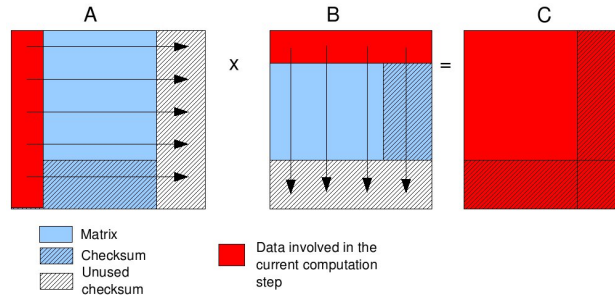 A
B
C
x
=
Matrix
Checksum
Unused
checksum
Data involved in the
current computation
step